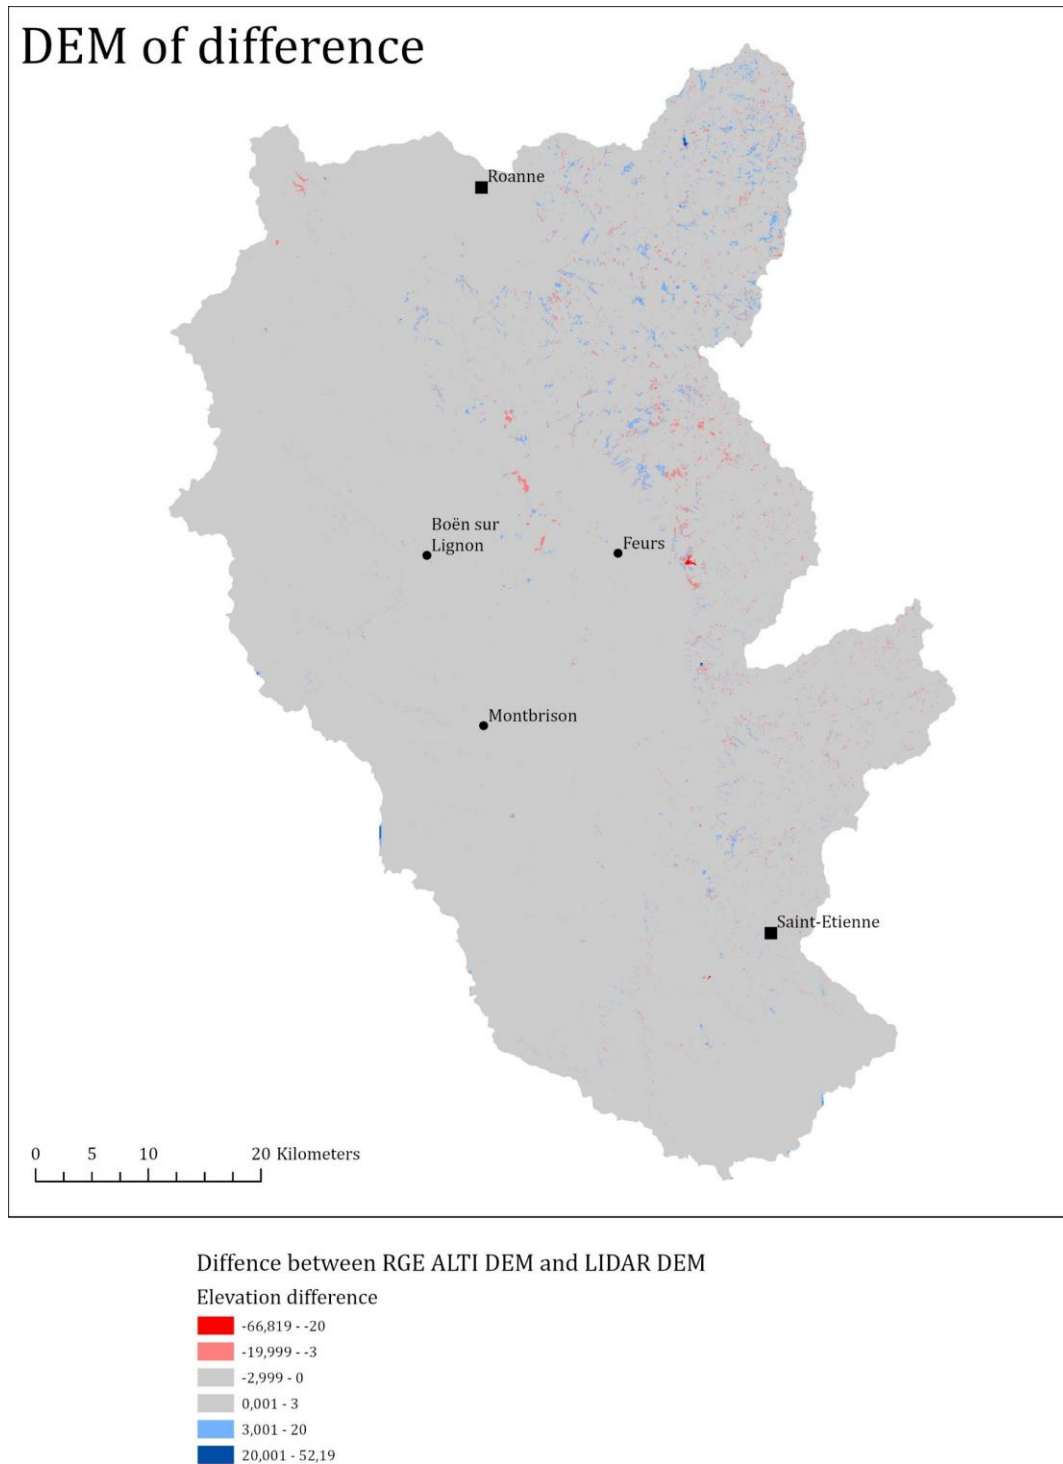 DEM of difference
Roanne
Boën sur
Lignon
Feurs
Montbrison
Saint-Etienne
0 5 10 20 Kilometers
Diffence between RGE ALTI DEM and LIDAR DEM
Elevation difference
-66,819 - -20
-19,999 - -3
-2,999 - 0
0,001 - 3
3,001 - 20
20,001 - 52,19